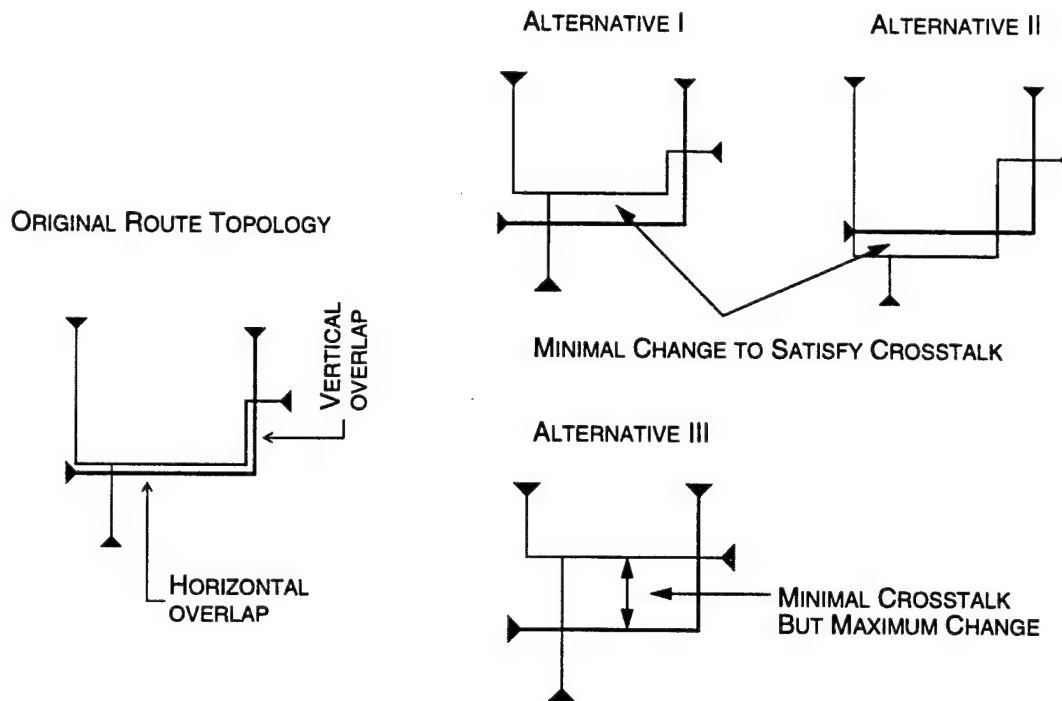 ALTERNATIVE I
ALTERNATIVE II
ORIGINAL ROUTE TOPOLOGY
VERTICAL
OVERLAP
MINIMAL CHANGE TO SATISFY CROSSTALK
ALTERNATIVE III
HORIZONTAL
OVERLAP
MINIMAL CROSSTALK
BUT MAXIMUM CHANGE